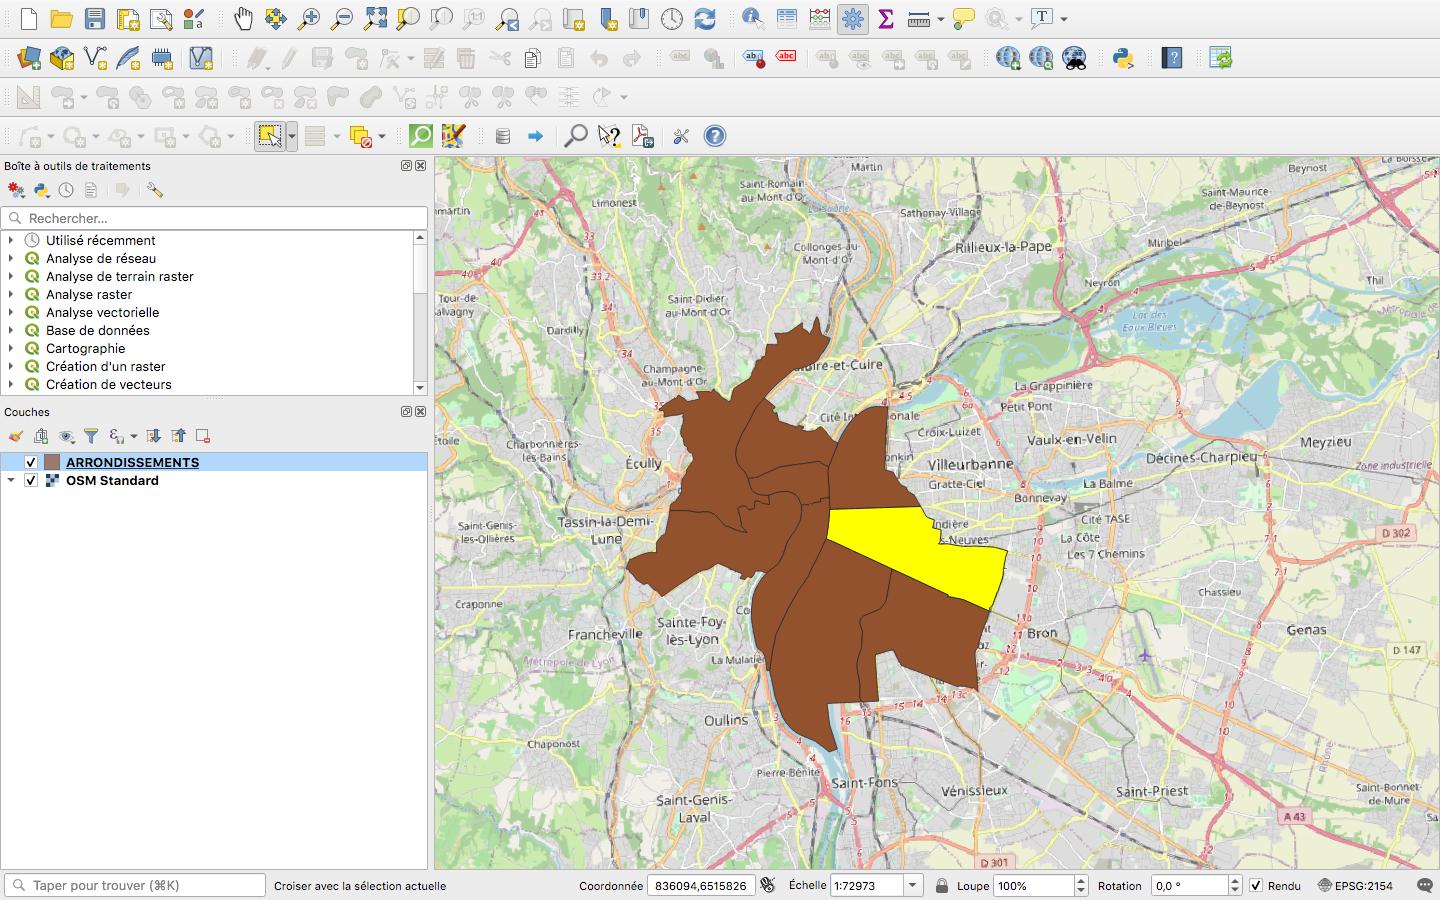 Boîte à outils de traitements
Rechercher...
Utilisé récemment
Analyse de réseau
Analyse de terrain raster
Analyse raster
Analyse vectorielle
Base de données
Cartographie
Création d'un raster
Création de vecteurs
Couches
ARRONDISSEMENTS
OSM Standard
Martin
Beynost
Saint-Romain-
au-Mont-d'Or
Saint-Maurice-
de-Beynost
Limonest
La Saône
Sathonay-Village
Rillieux-la-Pape
Miribel
Collonges-au-
Mont-d'Or
Neyron
Thil
Tour-de-
Saint-Didier-
au-Mont-d'Or
Lac des
Eaux Bleues
Dardilly
Champagne-
au-Mont-d'Or
uire-et-Cuire
La Grappinière
Petit Pont
Cité Int
onale
Croix-Luizet
Vaulx-en-Velin
Meyzieu
Charbonnières-
les-Bains
Écully
Villeurbanne
Décines-Charpieu
Zone industrielle
Gratte-Ciel
La Balme
Bonnevay
Saint-Genis-
les-Ollières
Tassin-la-Demi-
Lune
Cité TASE
La Côte
Les 7 Chemins
D 302
Craponne
Chassieu
Francheville
Sainte-Foy-
lès-Lyon
Bron
Genas
D 147
Métropole de Lyon
La Mulatiè
Oullins
Chaponost
Rhône
Pierre-Bénite
Saint-Fons
Vénissieux
Saint-Priest
Saint-Bonnet-
de-Mure
Saint-Genis-
Laval
A 43
D 301
Taper pour trouver (⌘K)
Croiser avec la sélection actuelle
Coordonnée
836094,6515826
Échelle
1:72973
Loupe
100%
Rotation
0,0 °
Rendu
EPSG:2154